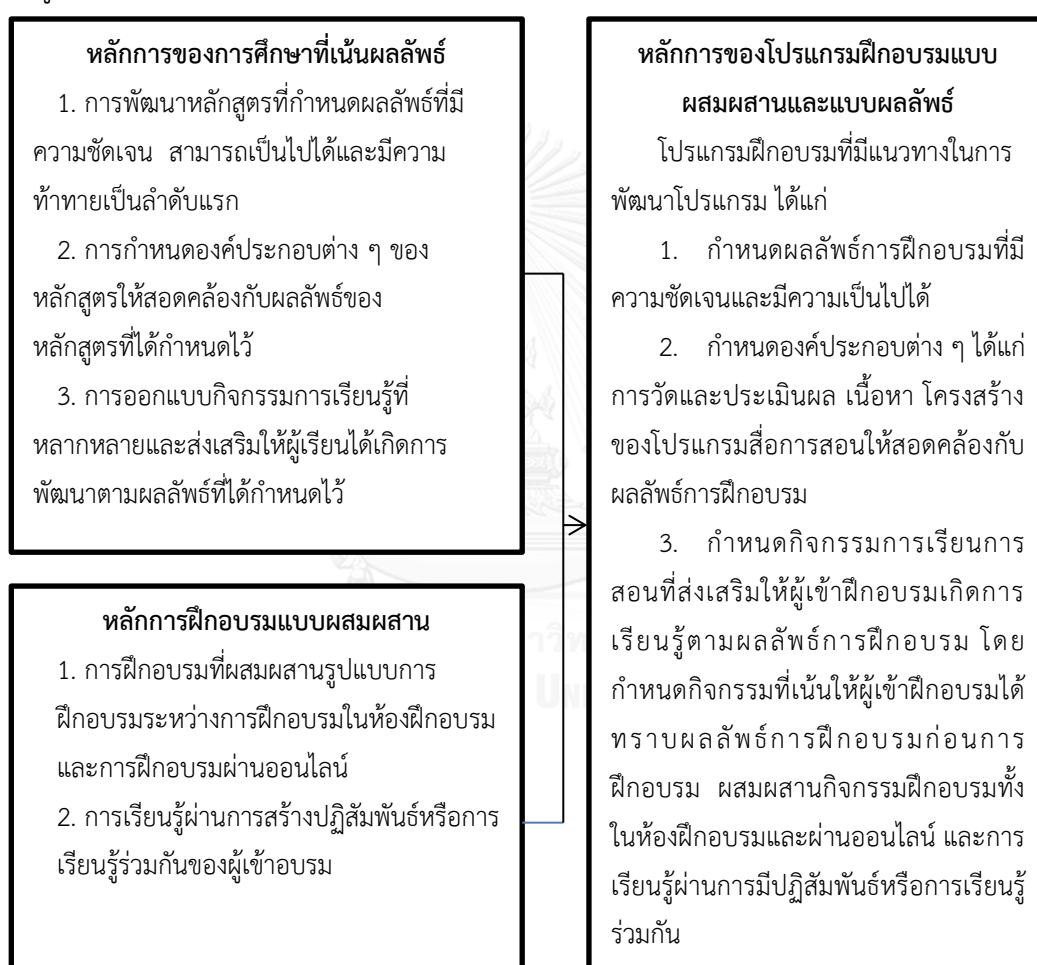 หลักการของการศึกษาที่เน้นผลลัพธ์
1. การพัฒนาหลักสูตรที่กำหนดผลลัพธ์ที่มี
ความชัดเจน สามารถเป็นไปได้และมีความ
ท้าทายเป็นลำดับแรก
2. การกำหนดองค์ประกอบต่าง ๆ ของ
หลักสูตรให้สอดคล้องกับผลลัพธ์ของ
หลักสูตรที่ได้กำหนดไว้
3. การออกแบบกิจกรรมการเรียนรู้ที่
หลากหลายและส่งเสริมให้ผู้เรียนได้เกิดการ
พัฒนาตามผลลัพธ์ที่ได้กำหนดไว้
หลักการฝึกอบรมแบบผสมผสาน
1. การฝึกอบรมที่ผสมผสานรูปแบบการ
ฝึกอบรมระหว่างการฝึกอบรมในห้องฝึกอบรม
และการฝึกอบรมผ่านออนไลน์
2. การเรียนรู้ผ่านการสร้างปฏิสัมพันธ์หรือการ
เรียนรู้ร่วมกันของผู้เข้าอบรม
หลักการของโปรแกรมฝึกอบรมแบบ
ผสมผสานและแบบผลลัพธ์
โปรแกรมฝึกอบรมที่มีแนวทางในการ
พัฒนาโปรแกรม ได้แก่
1. กำหนดผลลัพธ์การฝึกอบรมที่มี
ความชัดเจนและมีความเป็นไปได้
2. กำหนดองค์ประกอบต่าง ๆ ได้แก่
การวัดและประเมินผล เนื้อหา โครงสร้าง
ของโปรแกรมสื่อการสอนให้สอดคล้องกับ
ผลลัพธ์การฝึกอบรม
3. กำหนดกิจกรรมการเรียนการ
สอนที่ส่งเสริมให้ผู้เข้าฝึกอบรมเกิดการ
เรียนรู้ตามผลลัพธ์การฝึกอบรม โดย
กำหนดกิจกรรมที่เน้นให้ผู้เข้าฝึกอบรมได้
ทราบผลลัพธ์การฝึกอบรมก่อนการ
ฝึกอบรม ผสมผสานกิจกรรมฝึกอบรมทั้ง
ในห้องฝึกอบรมและผ่านออนไลน์ และการ
เรียนรู้ผ่านการมีปฏิสัมพันธ์หรือการเรียนรู้
ร่วมกัน